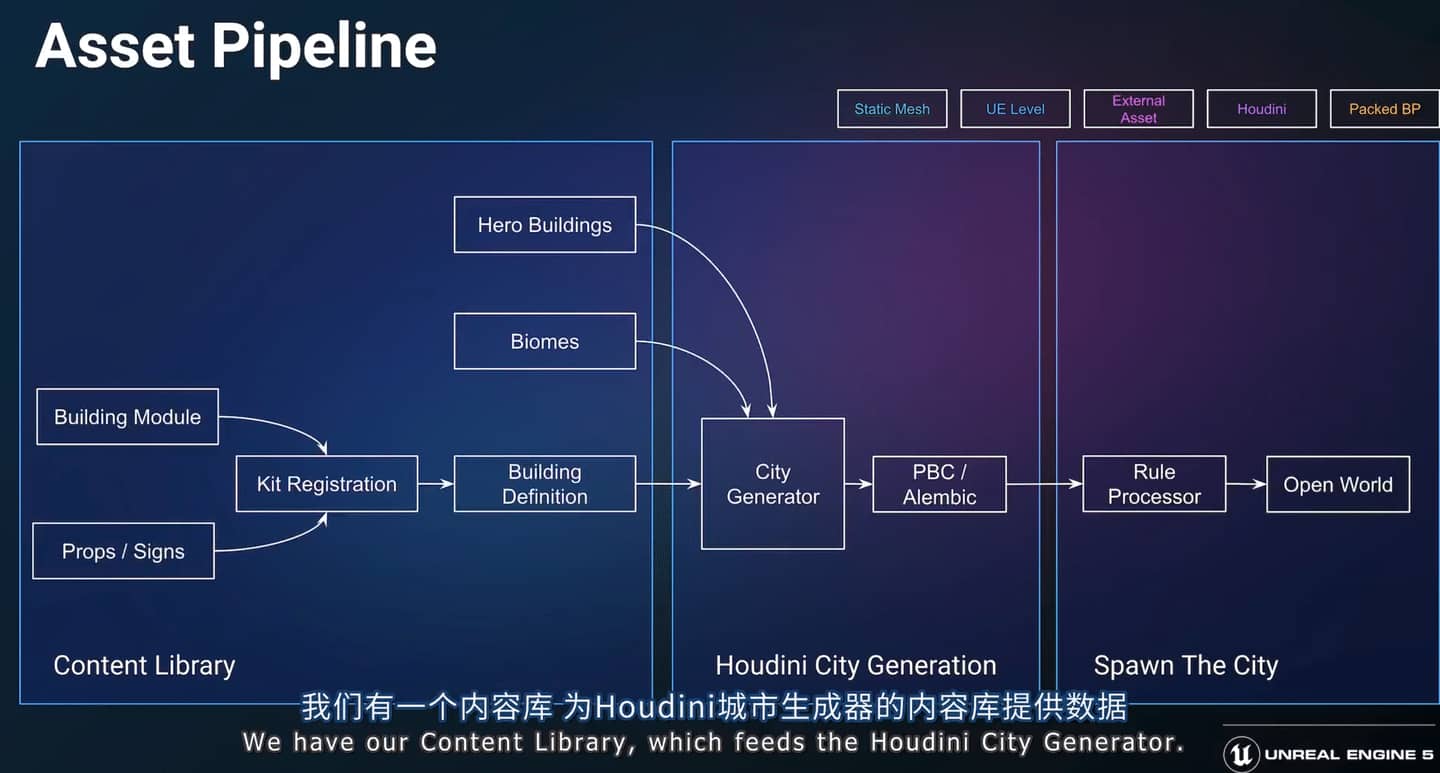 Asset Pipeline
Static Mesh
UE Level
External
Asset
Houdini
Packed BP
Hero Buildings
Biomes
Building Module
Kit Registration
Building
Definition
Props / Signs
City
Generator
PBC /
Alembic
Rule
Processor
Open World
Content Library
Houdini City Generation
Spawn The City
我们有一个内容库 为Houdini城市生成器的内容库提供数据
We have our Content Library, which feeds the Houdini City Generator.
UNREAL ENGINE 5